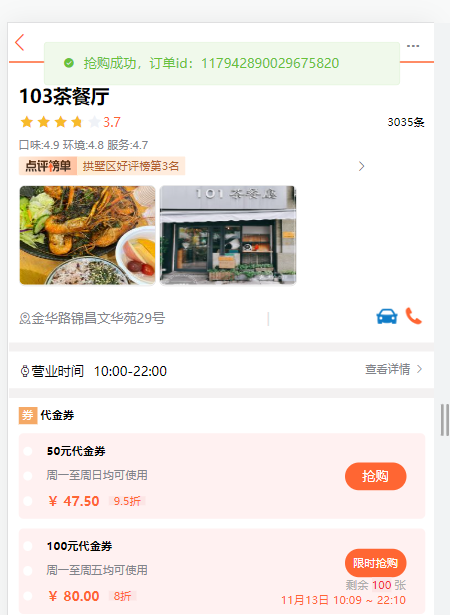 抢购成功，订单id：117942890029675820
103茶餐厅
3.7
3035条
口味:4.9 环境:4.8 服务:4.7
点评榜单 拱墅区好评榜第3名
101 茶餐厅
金华路锦昌文华苑29号
营业时间 10:00-22:00
查看详情
券 代金券
50元代金券
周一至周日均可使用
抢购
￥ 47.50 9.5折
100元代金券
周一至周五均可使用
限时抢购
剩余 100 张
￥ 80.00 8折
11月13日 10:09 ~ 22:10